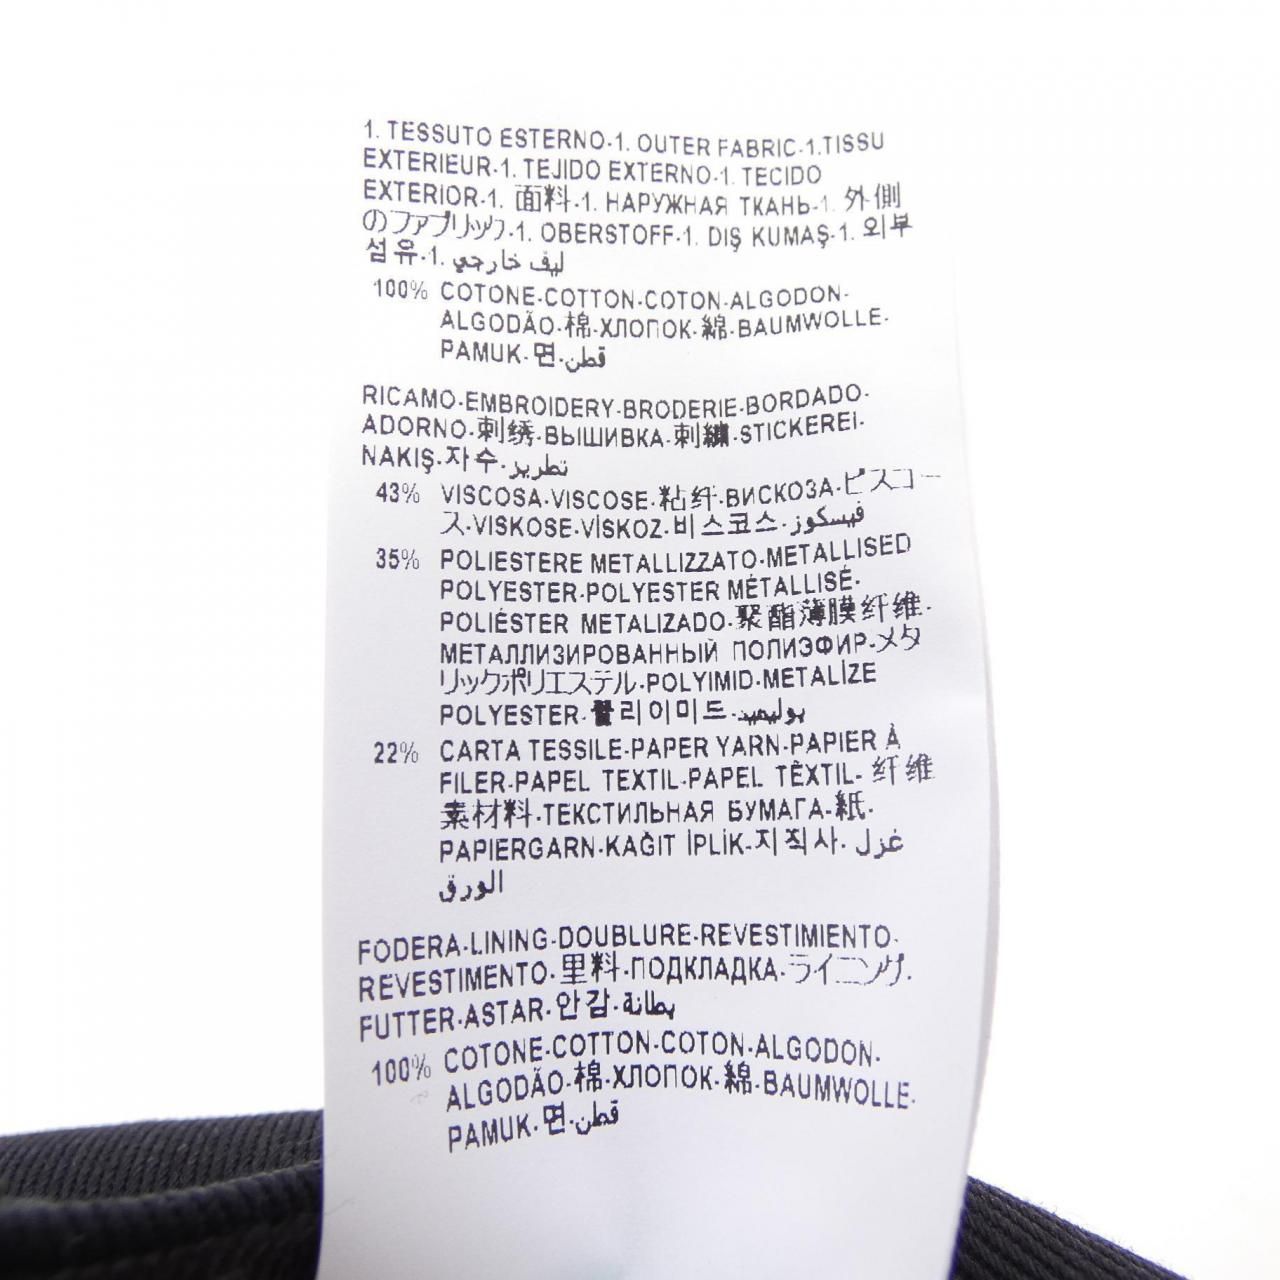 1. TESSUTO ESTERNO-1. OUTER FABRIC-1.TISSU
EXTERIEUR-1. TEJIDO EXTERNO-1. TECIDO
EXTERIOR-1. 面料-1. НАРУЖНАЯ ТКАНЬ-1. 外側
のファブリック-1. OBERSTOFF-1. DIŞ KUMAŞ-1. 외부
섬유-1. ليف خارجي
100% COTONE-COTTON-COTON-ALGODON-
ALGODÃO-棉-ХЛОПОК-綿-BAUMWOLLE-
PAMUK-면-قطن
RICAMO-EMBROIDERY-BRODERIE-BORDADO-
ADORNO-刺绣-ВЫШИВКА-刺繍-STICKEREI-
NAKIŞ-자수-تطريز
43% VISCOSA-VISCOSE-粘纤-ВИСКОЗА-ビスコー
ス-VISKOSE-VİSKOZ-비스코스-فيسكوز
35% POLIESTERE METALLIZZATO-METALLISED
POLYESTER-POLYESTER MÉTALLISÉ-
POLIÉSTER METALIZADO-聚酯薄膜纤维-
МЕТАЛЛИЗИРОВАННЫЙ ПОЛИЭФИР-メタ
リックポリエステル-POLYIMID-METALİZE
POLYESTER-폴리이미드-بوليميد
22% CARTA TESSILE-PAPER YARN-PAPIER À
FILER-PAPEL TEXTIL-PAPEL TÊXTIL-纤维
素材料-ТЕКСТИЛЬНАЯ БУМАГА-紙-
PAPIERGARN-KAĞIT İPLİK-지직사-غزل
الورق
FODERA-LINING-DOUBLURE-REVESTIMIENTO-
REVESTIMENTO-里料-ПОДКЛАДКА-ライニング-
FUTTER-ASTAR-안감-بطانة
100% COTONE-COTTON-COTON-ALGODON-
ALGODÃO-棉-ХЛОПОК-綿-BAUMWOLLE-
PAMUK-면-قطن